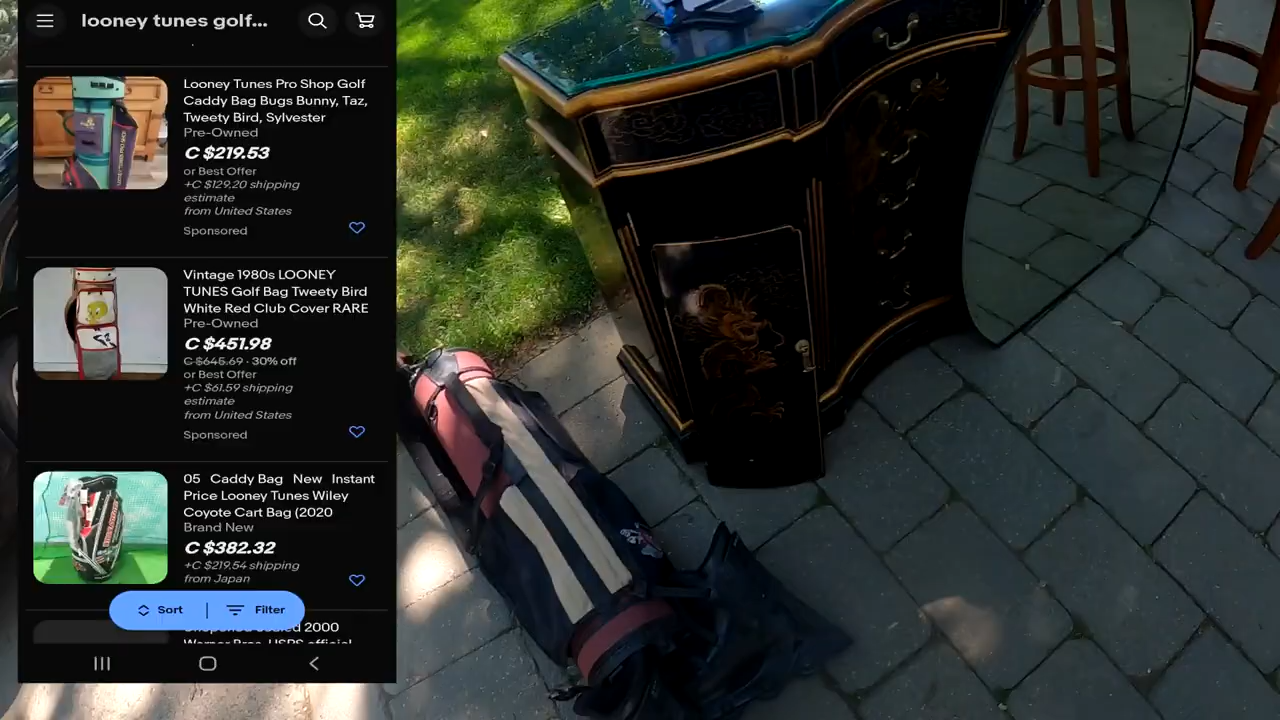 looney tunes golf...
Looney Tunes Pro Shop Golf
Caddy Bag Bugs Bunny, Taz,
Tweety Bird, Sylvester
Pre-Owned
C $219.53
or Best Offer
+C $129.20 shipping
estimate
from United States
Sponsored
Vintage 1980s LOONEY
TUNES Golf Bag Tweety Bird
White Red Club Cover RARE
Pre-Owned
C $451.98
C $645.69 · 30% off
or Best Offer
+C $61.59 shipping
estimate
from United States
Sponsored
05 Caddy Bag New Instant
Price Looney Tunes Wiley
Coyote Cart Bag (2020
Brand New
C $382.32
+C $219.54 shipping
from Japan
Sort
Filter
2000